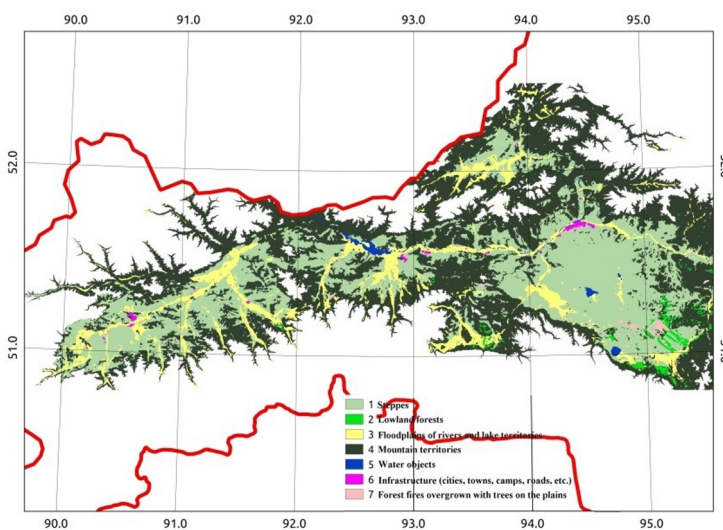 90.0 91.0 92.0 93.0 94.0 95.0
52.0
51.0
1 Steppes
2 Lowland forests
3 Floodplains of rivers and lake territories
4 Mountain territories
5 Water objects
6 Infrastructure (cities, towns, camps, roads, etc.)
7 Forest fires overgrown with trees on the plains
90.0 91.0 92.0 93.0 94.0 95.0